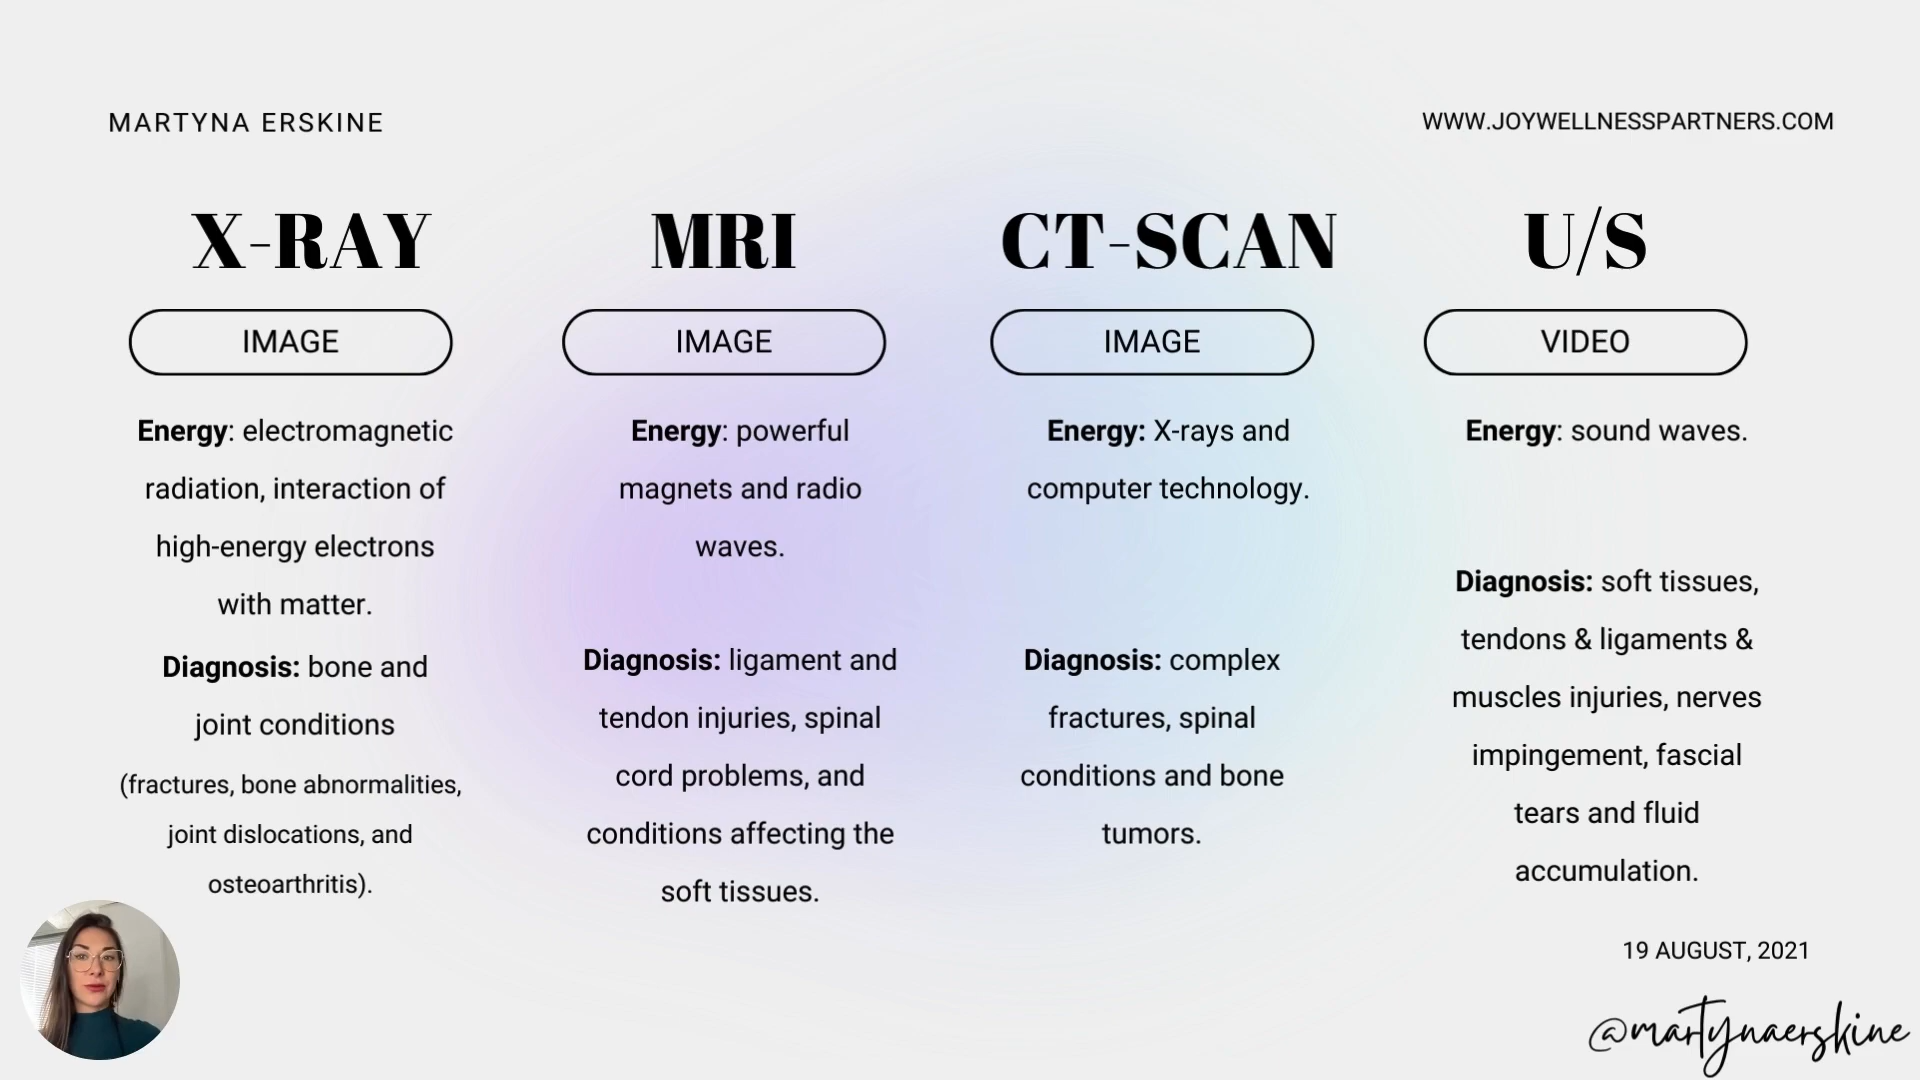 MARTYNA ERSKINE
WWW.JOYWELLNESSPARTNERS.COM
X-RAY
IMAGE
Energy: electromagnetic
radiation, interaction of
high-energy electrons
with matter.
Diagnosis: bone and
joint conditions
(fractures, bone abnormalities,
joint dislocations, and
osteoarthritis).
MRI
IMAGE
Energy: powerful
magnets and radio
waves.
Diagnosis: ligament and
tendon injuries, spinal
cord problems, and
conditions affecting the
soft tissues.
CT-SCAN
IMAGE
Energy: X-rays and
computer technology.
Diagnosis: complex
fractures, spinal
conditions and bone
tumors.
U/S
VIDEO
Energy: sound waves.
Diagnosis: soft tissues,
tendons & ligaments &
muscles injuries, nerves
impingement, fascial
tears and fluid
accumulation.
19 AUGUST, 2021
@martynaerskine